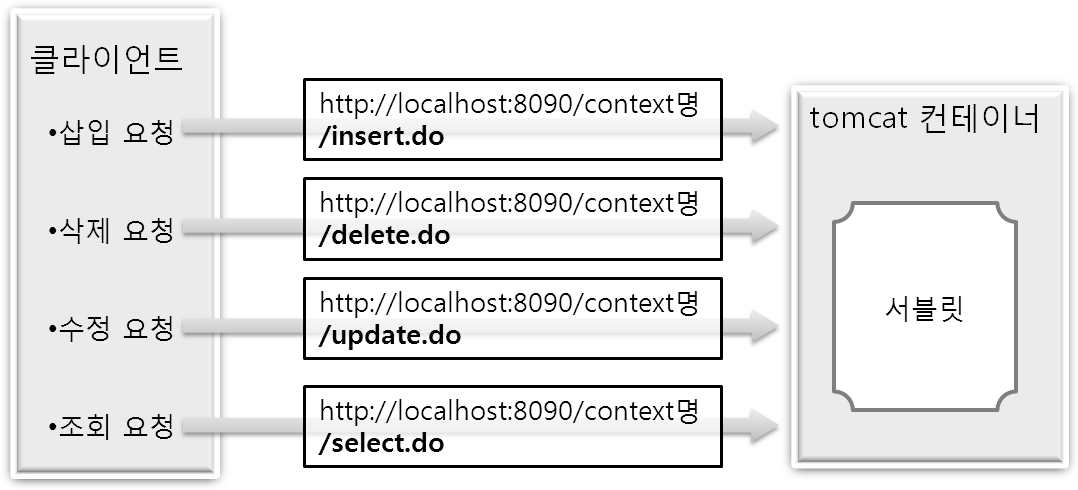 클라이언트
•삽입 요청
http://localhost:8090/context명
/insert.do
•삭제 요청
http://localhost:8090/context명
/delete.do
•수정 요청
http://localhost:8090/context명
/update.do
•조회 요청
http://localhost:8090/context명
/select.do
tomcat 컨테이너
서블릿